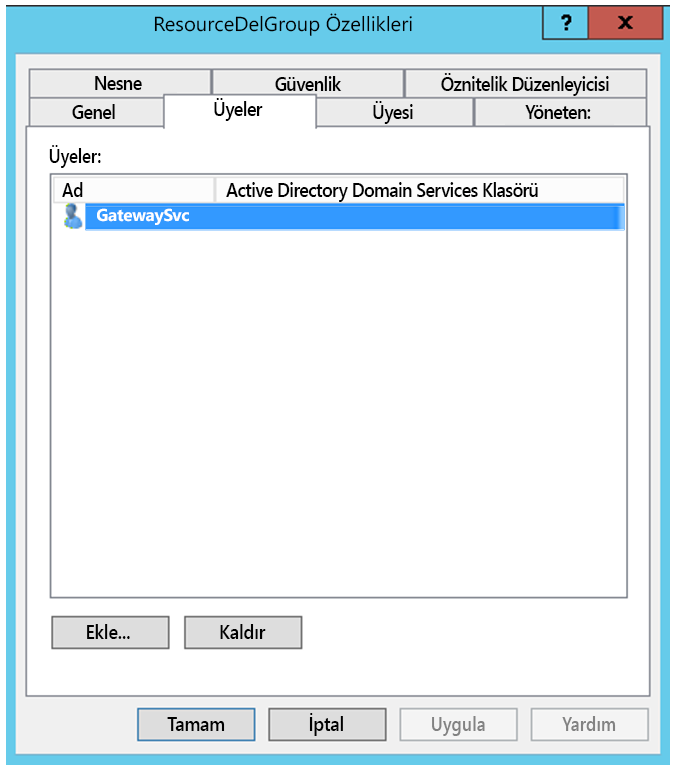 ResourceDelGroup Özellikleri
?
x
Nesne
Güvenlik
Öznitelik Düzenleyicisi
Genel
Üyeler
Üyesi
Yöneten:
Üyeler:
Ad
Active Directory Domain Services Klasörü
GatewaySvc
Ekle...
Kaldır
Tamam
İptal
Uygula
Yardım